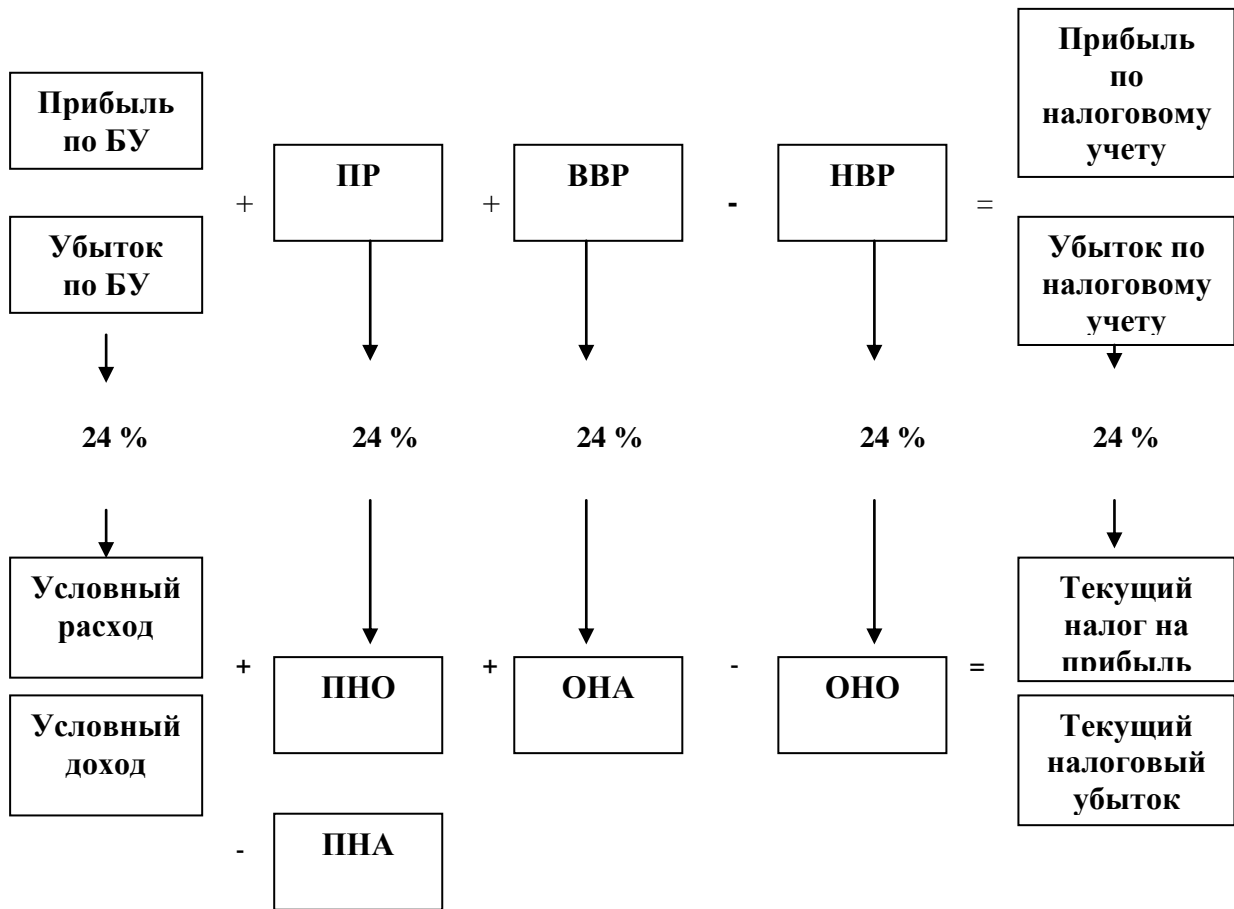 Прибыль
по БУ
Убыток
по БУ
+
ПР
+
ВВР
-
НВР
=
Прибыль
по
налоговому
учету
Убыток по
налоговому
учету
24 %
24 %
24 %
24 %
24 %
Условный
расход
Условный
доход
+
ПНО
+
ОНА
-
ОНО
=
Текущий
налог на
прибыль
Текущий
налоговый
убыток
-
ПНА